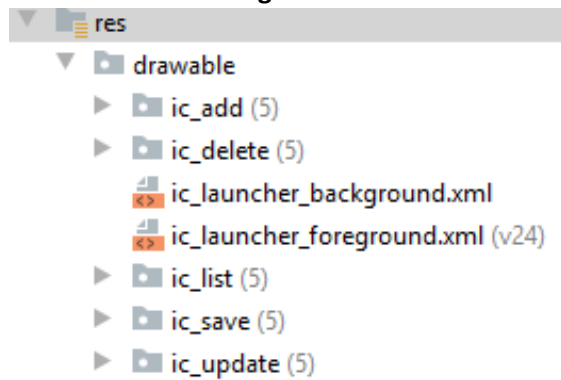 res
drawable
ic_add (5)
ic_delete (5)
ic_launcher_background.xml
ic_launcher_foreground.xml (v24)
ic_list (5)
ic_save (5)
ic_update (5)